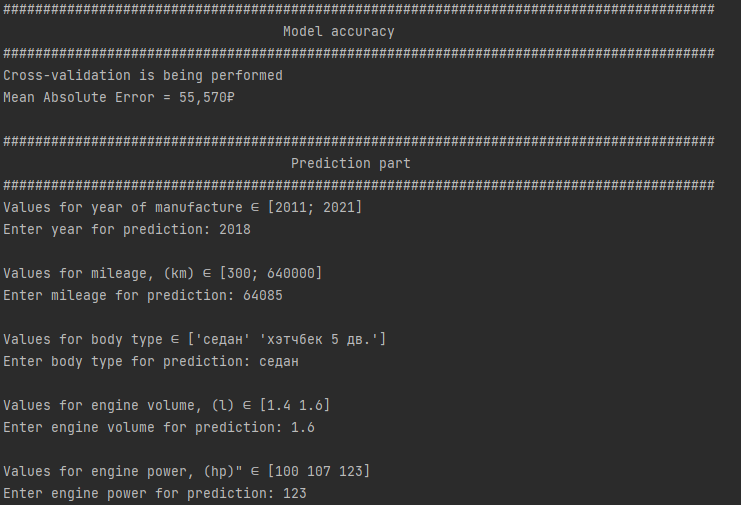 #########################################################################################
Model accuracy
#########################################################################################
Cross-validation is being performed
Mean Absolute Error = 55,570₽
#########################################################################################
Prediction part
#########################################################################################
Values for year of manufacture ∈ [2011; 2021]
Enter year for prediction: 2018
Values for mileage, (km) ∈ [300; 640000]
Enter mileage for prediction: 64085
Values for body type ∈ ['седан' 'хэтчбек 5 дв.']
Enter body type for prediction: седан
Values for engine volume, (l) ∈ [1.4 1.6]
Enter engine volume for prediction: 1.6
Values for engine power, (hp)" ∈ [100 107 123]
Enter engine power for prediction: 123